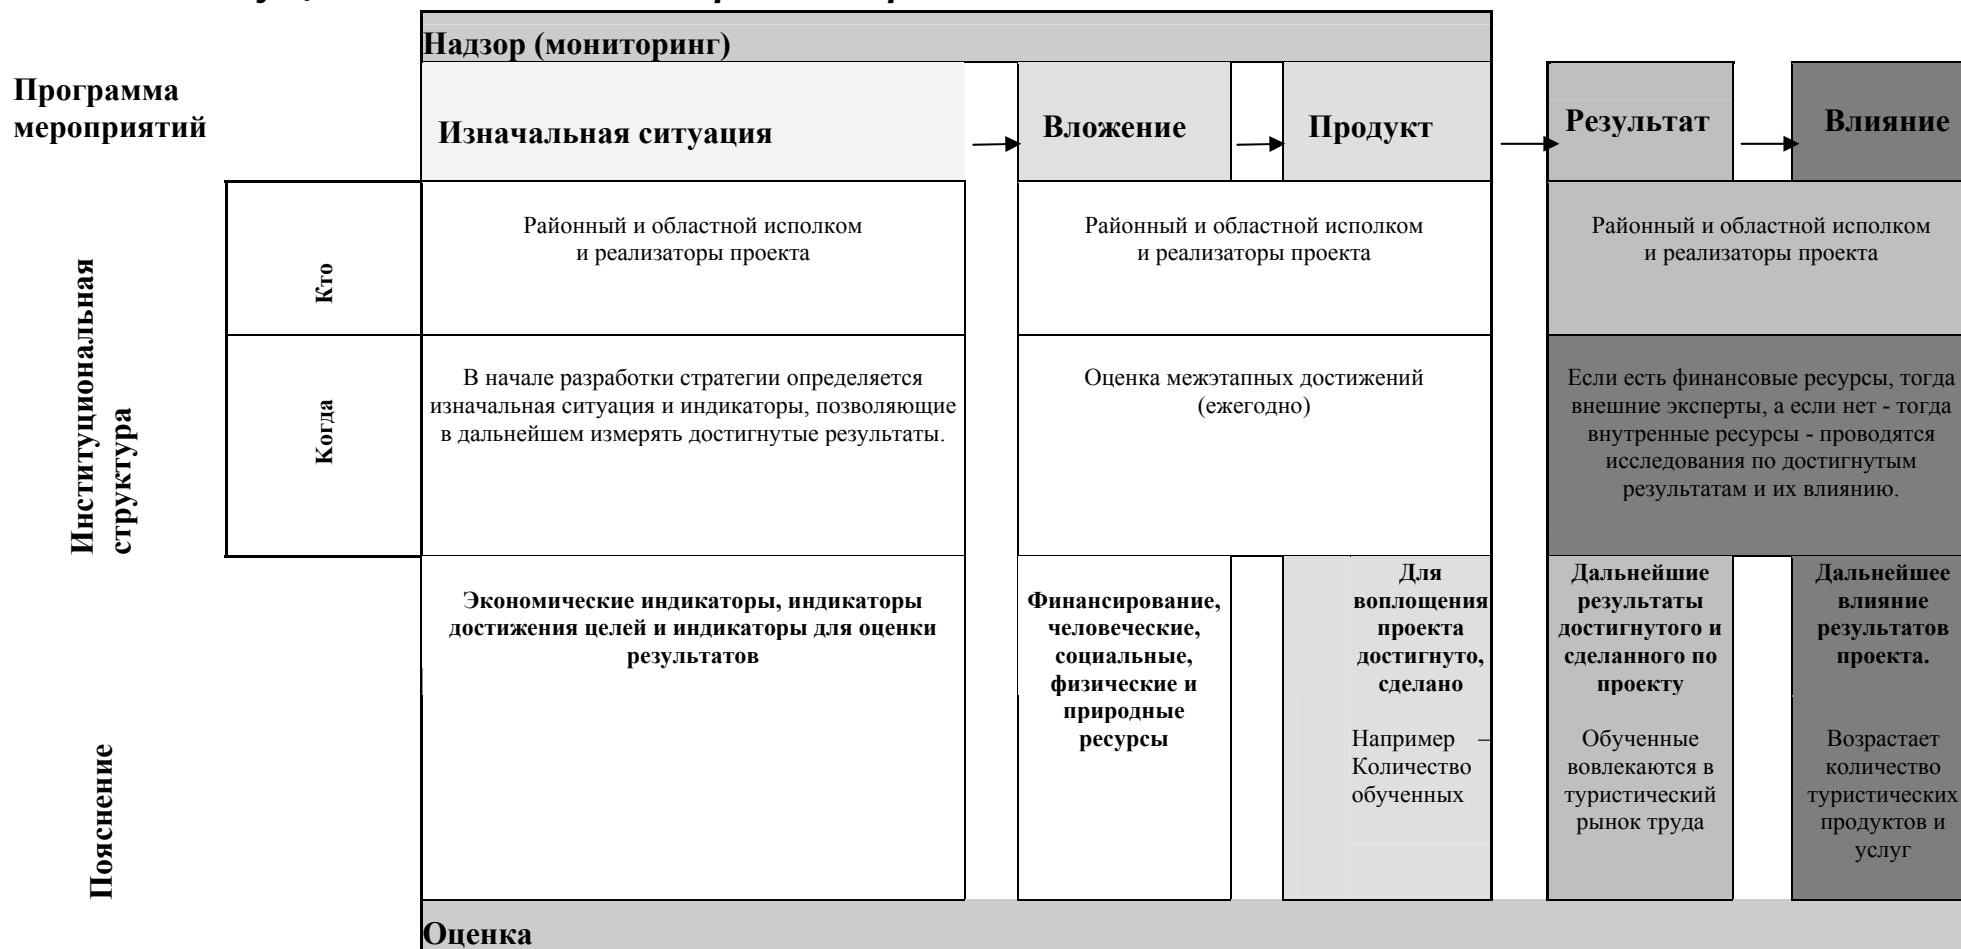 Надзор (мониторинг)
Программа
мероприятий
Изначальная ситуация
Вложение
Продукт
Результат
Влияние
Институциональная
структура
Кто
Районный и областной исполком
и реализаторы проекта
Районный и областной исполком
и реализаторы проекта
Районный и областной исполком
и реализаторы проекта
Когда
В начале разработки стратегии определяется
изначальная ситуация и индикаторы, позволяющие
в дальнейшем измерять достигнутые результаты.
Оценка межэтапных достижений
(ежегодно)
Если есть финансовые ресурсы, тогда
внешние эксперты, а если нет - тогда
внутренные ресурсы - проводятся
исследования по достигнутым
результатам и их влиянию.
Пояснение
Экономические индикаторы, индикаторы
достижения целей и индикаторы для оценки
результатов
Финансирование,
человеческие,
социальные,
физические и
природные
ресурсы
Для
воплощения
проекта
достигнуто,
сделано
Например –
Количество
обученных
Дальнейшие
результаты
достигнутого и
сделанного по
проекту
Обученные
вовлекаются в
туристический
рынок труда
Дальнейшее
влияние
результатов
проекта.
Возрастает
количество
туристических
продуктов и
услуг
Оценка